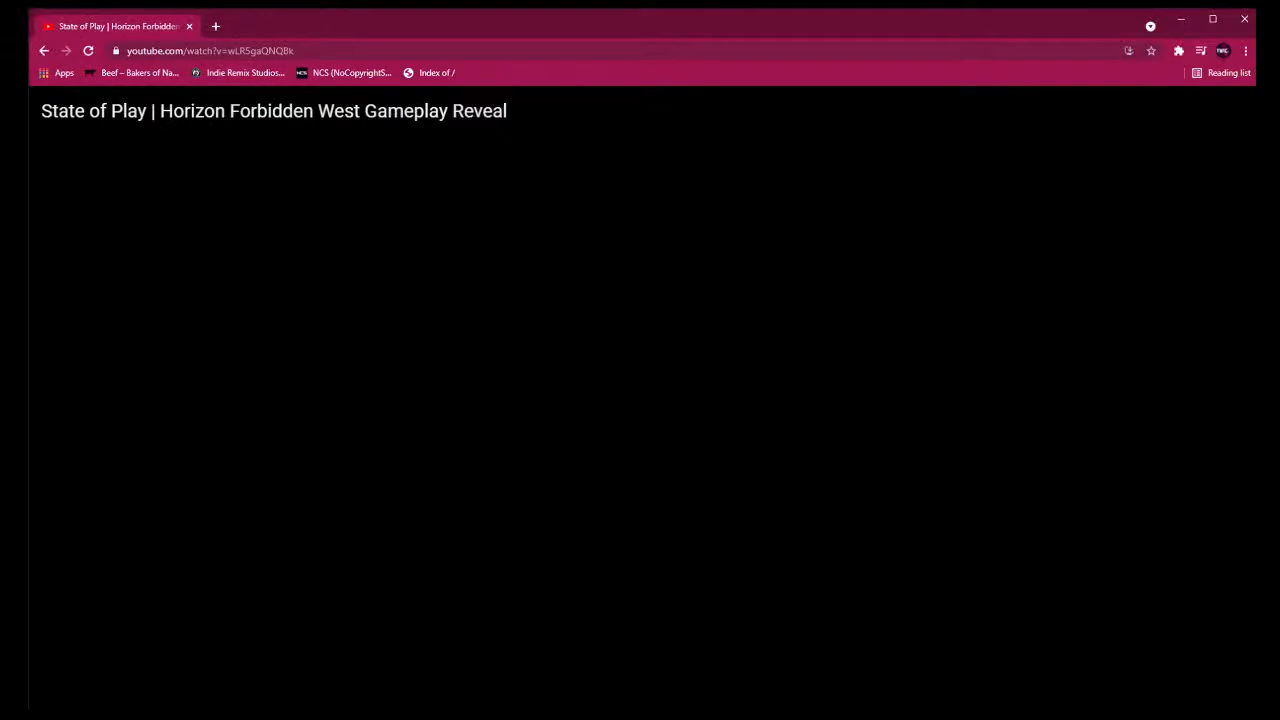 State of Play | Horizon Forbidden
youtube.com/watch?v=wLR5gaQNQBk
Apps
Beef – Bakers of Na...
Indie Remix Studios...
NCS (NoCopyrightS...
Index of /
Reading list
State of Play | Horizon Forbidden West Gameplay Reveal